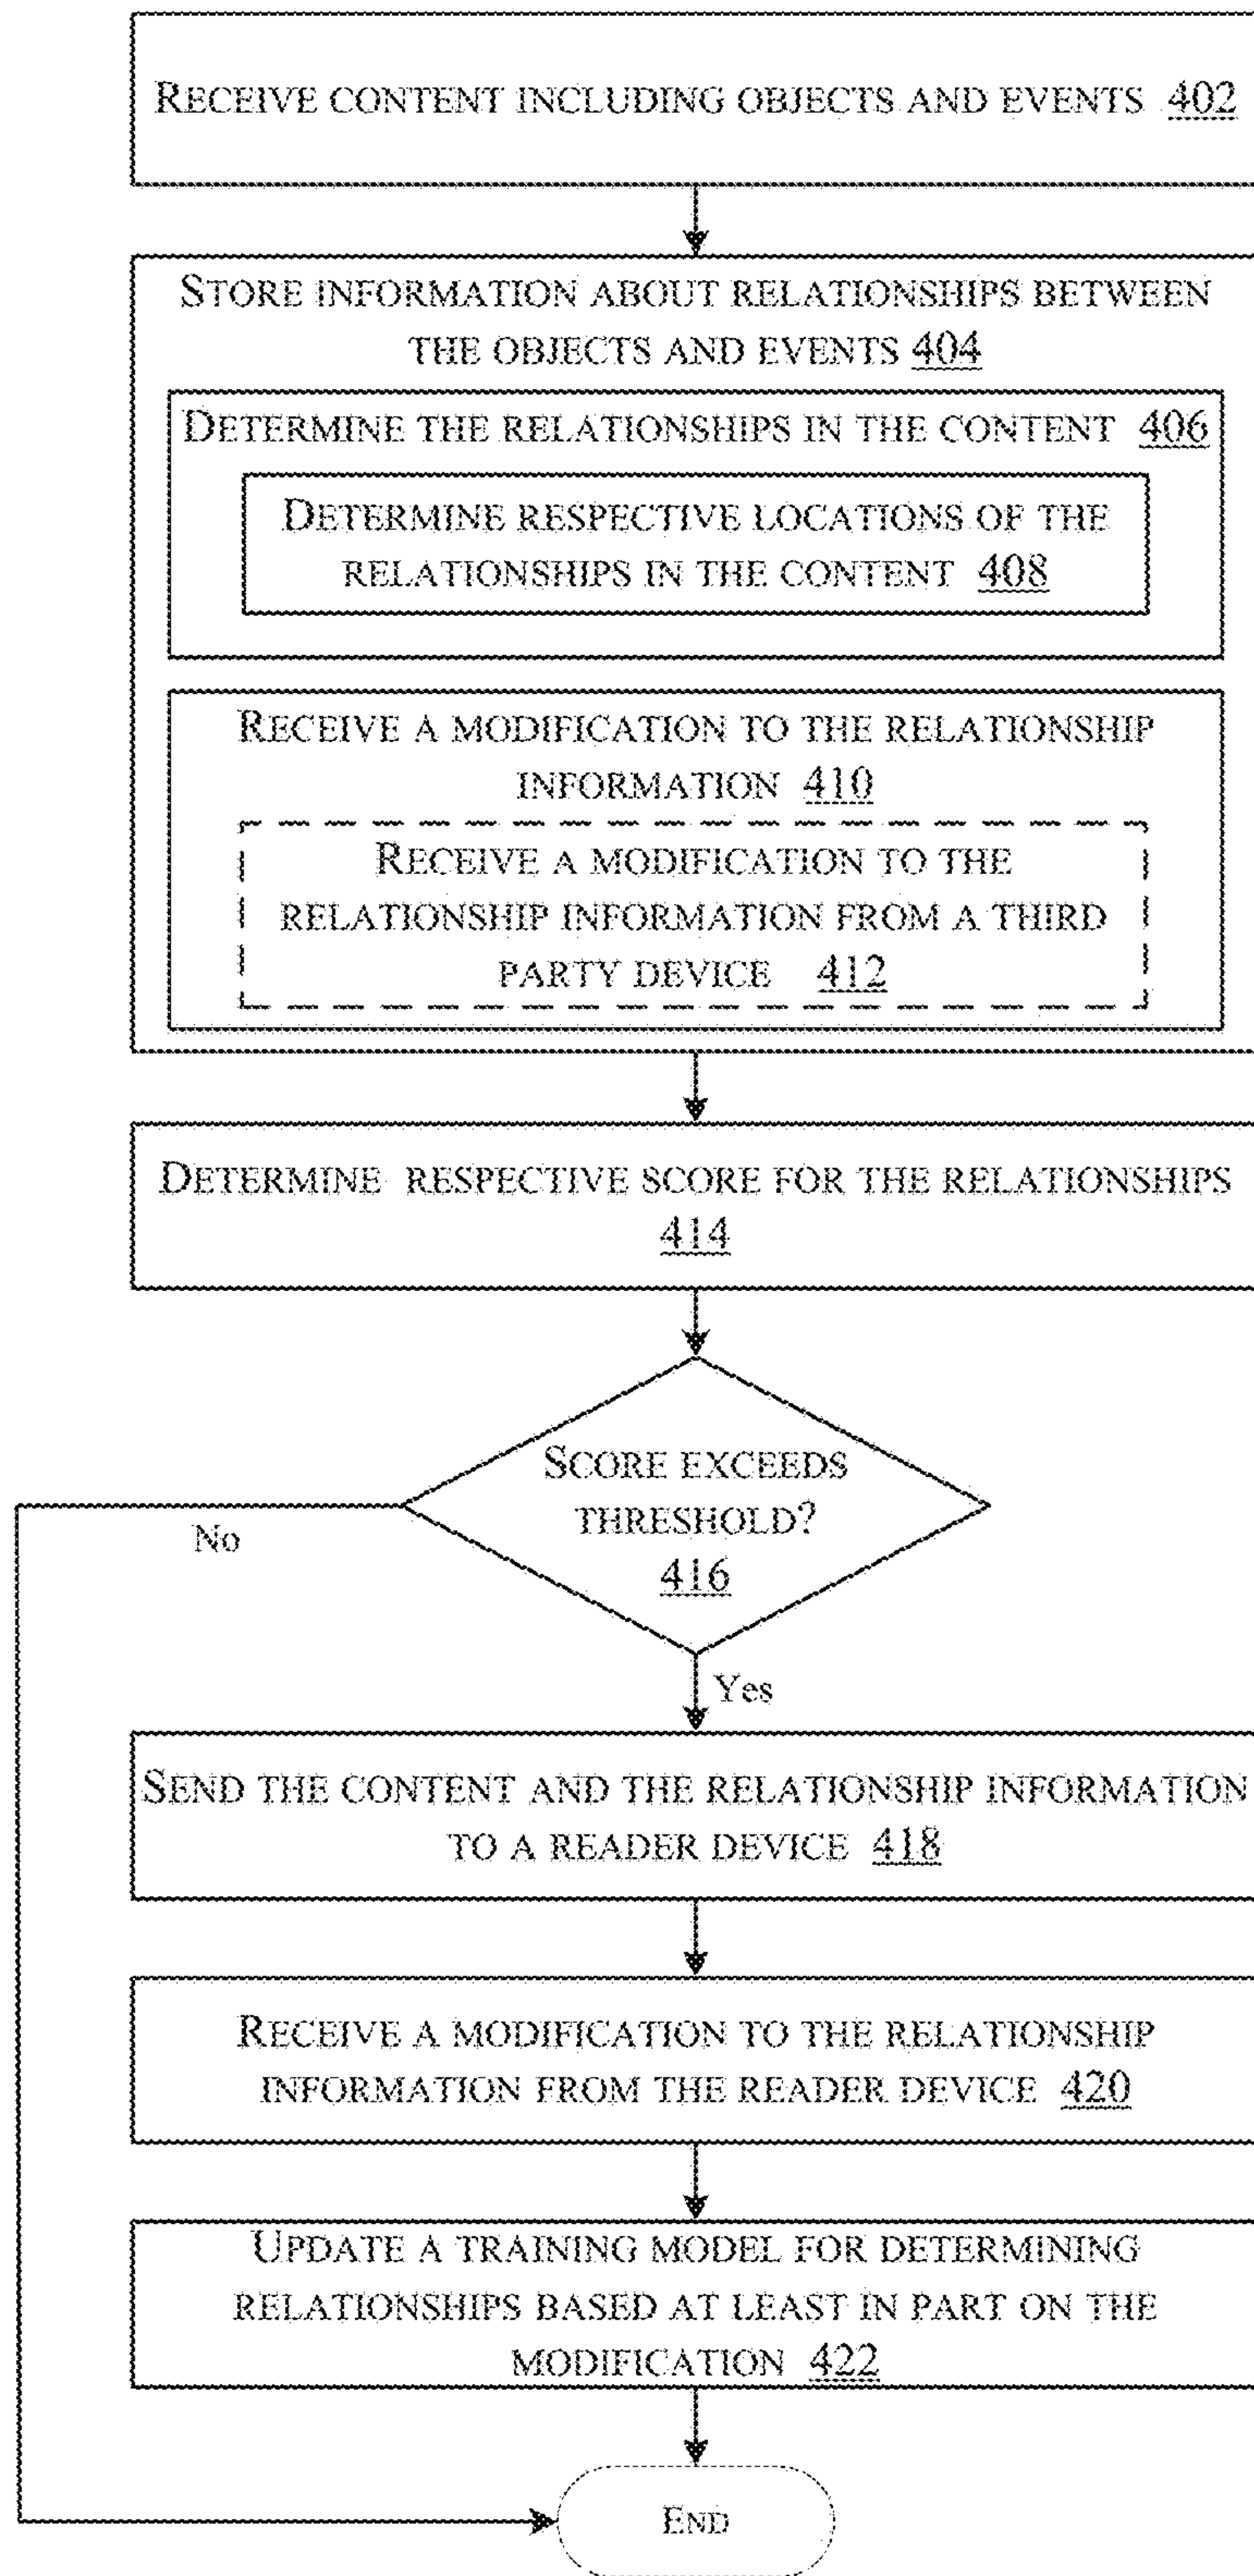 RECEIVE CONTENT INCLUDING OBJECTS AND EVENTS 402
STORE INFORMATION ABOUT RELATIONSHIPS BETWEEN
THE OBJECTS AND EVENTS 404
DETERMINE THE RELATIONSHIPS IN THE CONTENT 406
DETERMINE RESPECTIVE LOCATIONS OF THE
RELATIONSHIPS IN THE CONTENT 408
RECEIVE A MODIFICATION TO THE RELATIONSHIP
INFORMATION 410
RECEIVE A MODIFICATION TO THE
RELATIONSHIP INFORMATION FROM A THIRD
PARTY DEVICE 412
DETERMINE RESPECTIVE SCORE FOR THE RELATIONSHIPS
414
SCORE EXCEEDS
THRESHOLD?
416
No
Yes
SEND THE CONTENT AND THE RELATIONSHIP INFORMATION
TO A READER DEVICE 418
RECEIVE A MODIFICATION TO THE RELATIONSHIP
INFORMATION FROM THE READER DEVICE 420
UPDATE A TRAINING MODEL FOR DETERMINING
RELATIONSHIPS BASED AT LEAST IN PART ON THE
MODIFICATION 422
END